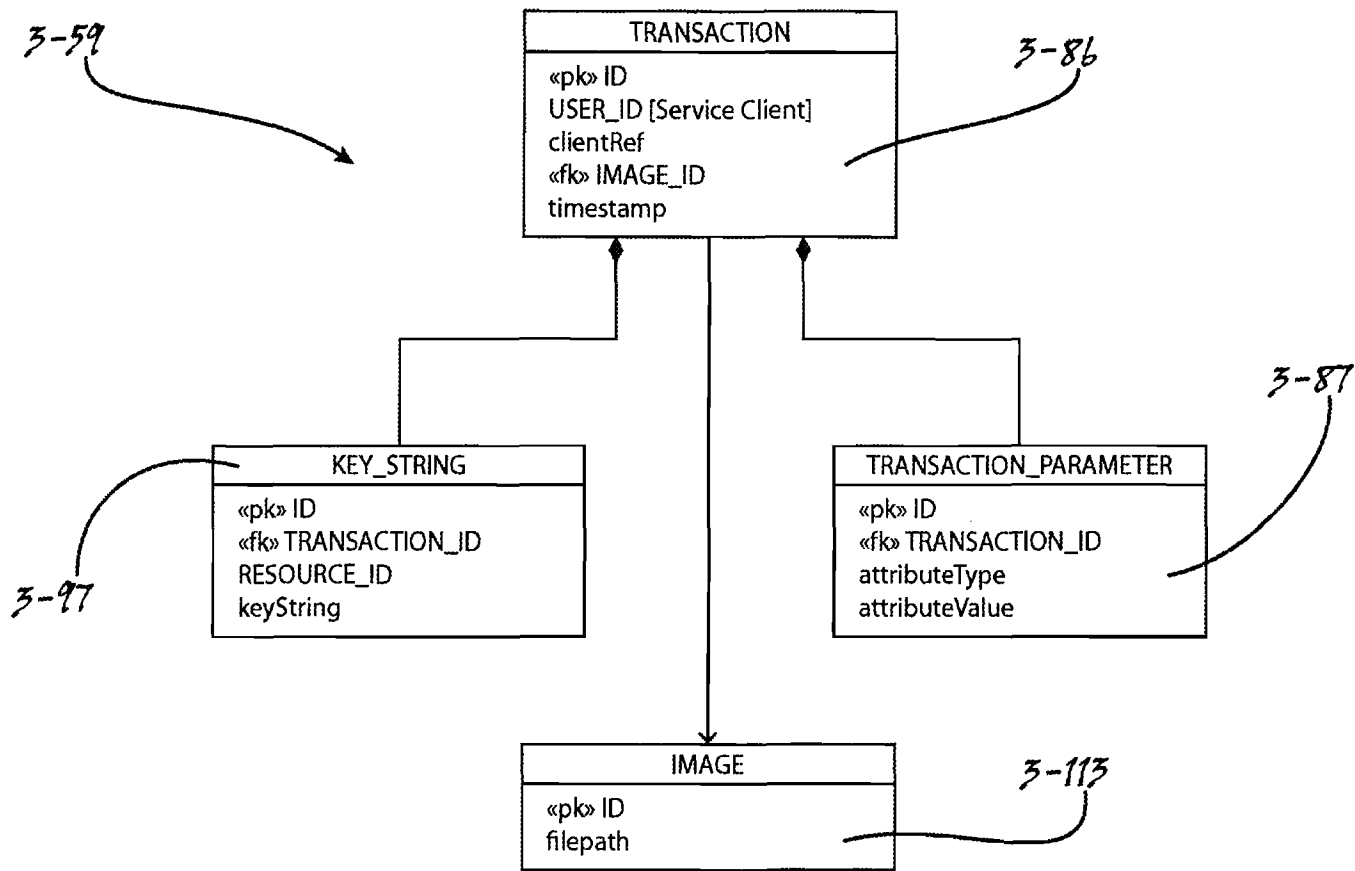 3-59
TRANSACTION
3-86
«pk» ID
USER_ID [Service Client]
clientRef
«fk» IMAGE_ID
timestamp
3-87
KEY_STRING
«pk» ID
«fk» TRANSACTION_ID
RESOURCE_ID
keyString
3-97
TRANSACTION_PARAMETER
«pk» ID
«fk» TRANSACTION_ID
attributeType
attributeValue
IMAGE
3-113
«pk» ID
filepath